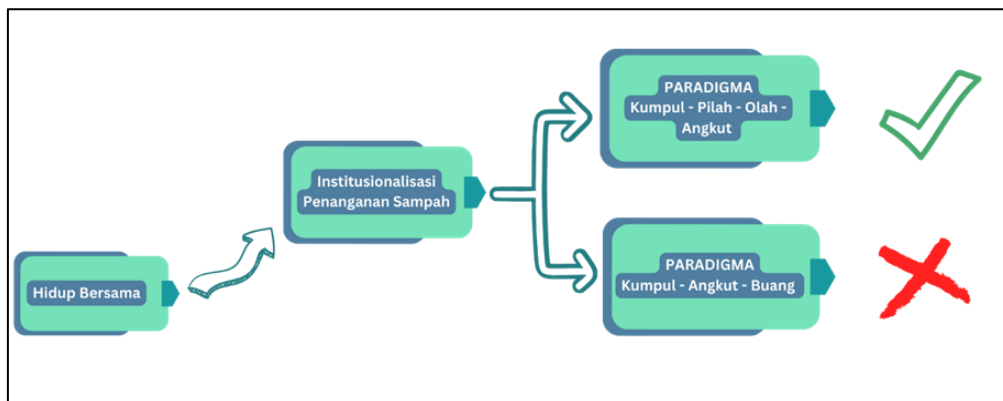 Hidup Bersama
Institusionalisasi
Penanganan Sampah
PARADIGMA
Kumpul - Pilah - Olah -
Angkut
PARADIGMA
Kumpul - Angkut - Buang